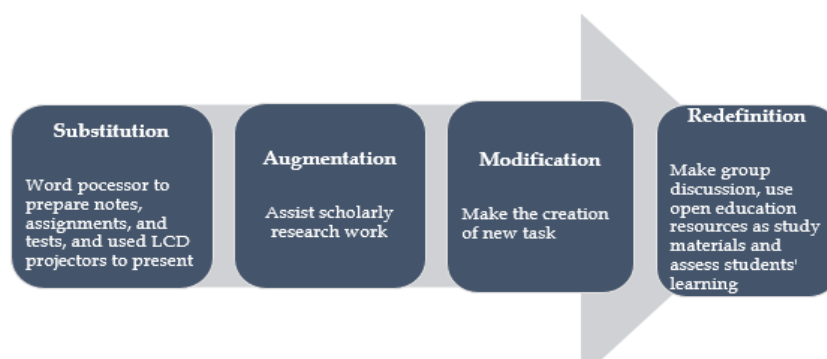 Substitution
Word pocessor to
prepare notes,
assignments, and
tests, and used LCD
projectors to present
Augmentation
Assist scholarly
research work
Modification
Make the creation
of new task
Redefinition
Make group
discussion, use
open education
resources as study
materials and
assess students'
learning